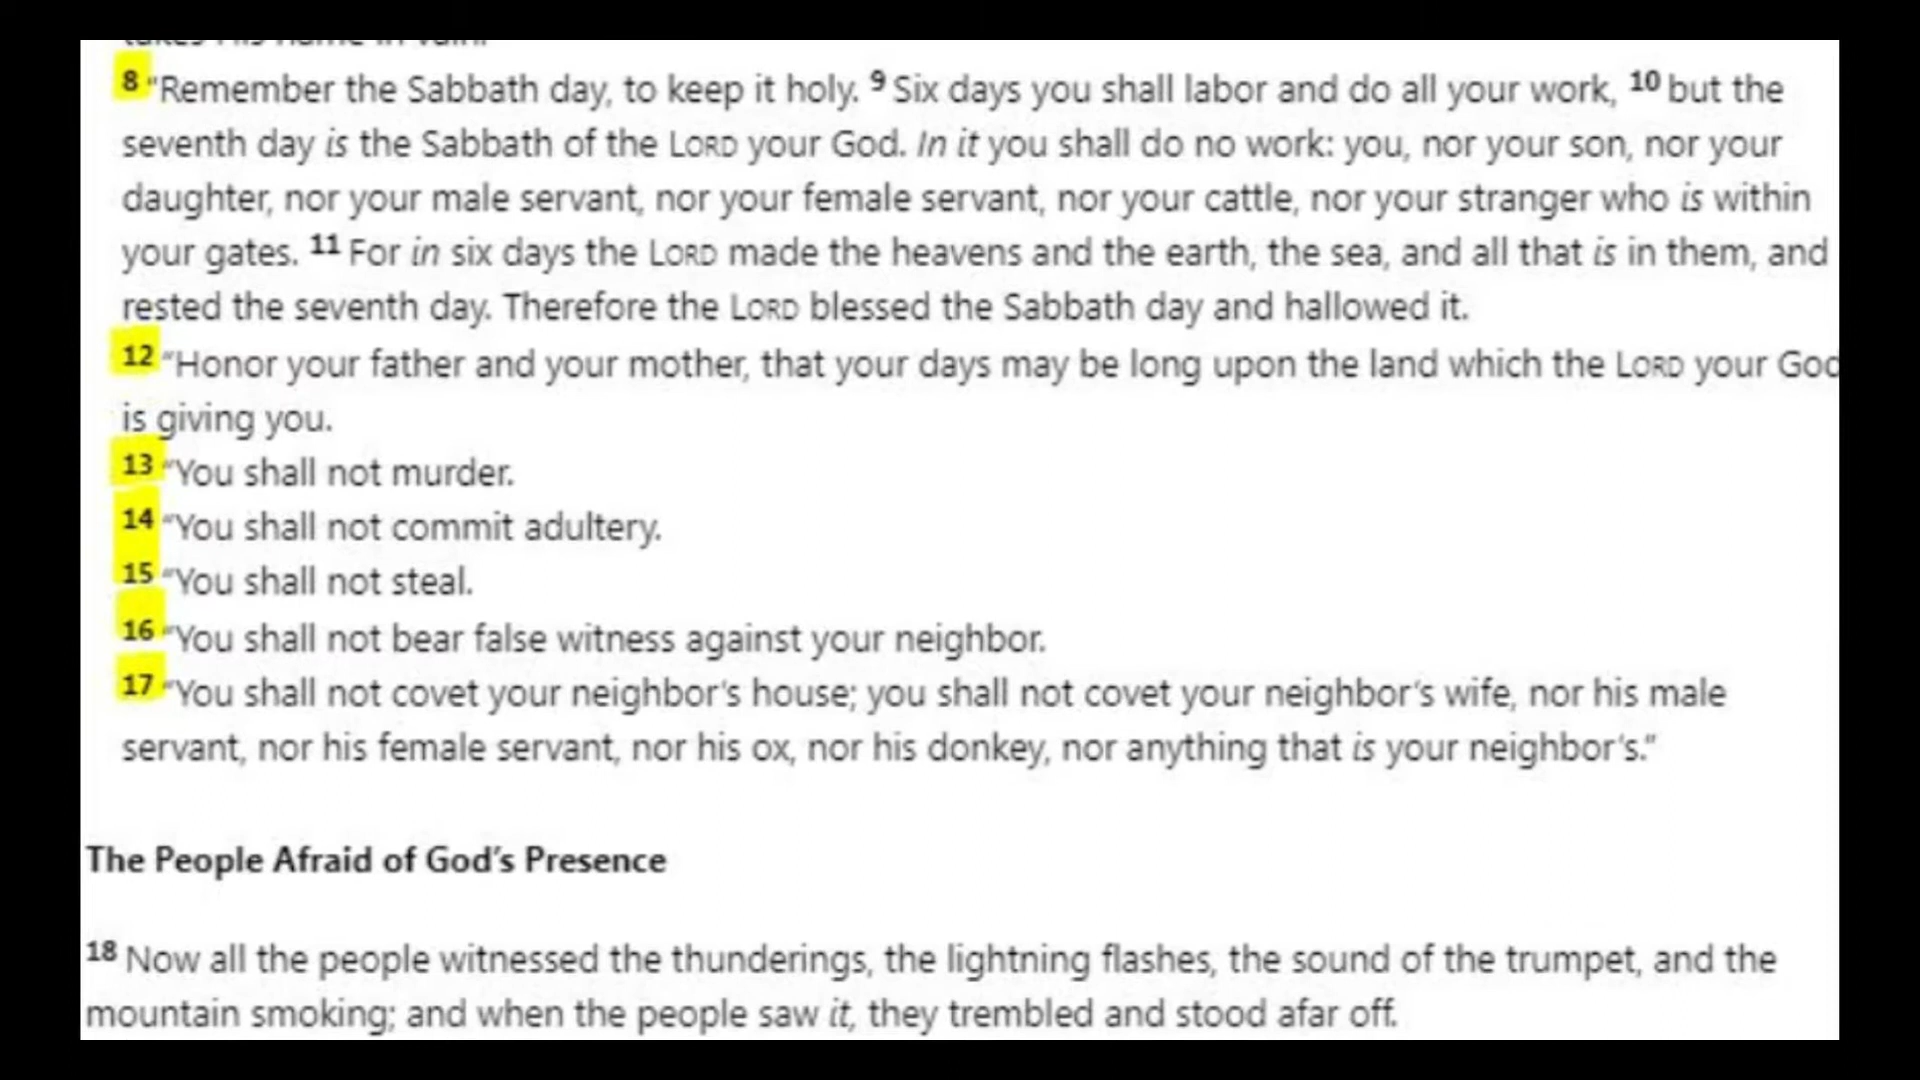 takes His name in vain.
8 "Remember the Sabbath day, to keep it holy. 9 Six days you shall labor and do all your work, 10 but the
seventh day is the Sabbath of the LORD your God. In it you shall do no work: you, nor your son, nor your
daughter, nor your male servant, nor your female servant, nor your cattle, nor your stranger who is within
your gates. 11 For in six days the LORD made the heavens and the earth, the sea, and all that is in them, and
rested the seventh day. Therefore the LORD blessed the Sabbath day and hallowed it.
12 "Honor your father and your mother, that your days may be long upon the land which the LORD your God
is giving you.
13 "You shall not murder.
14 "You shall not commit adultery.
15 "You shall not steal.
16 "You shall not bear false witness against your neighbor.
17 "You shall not covet your neighbor's house; you shall not covet your neighbor's wife, nor his male
servant, nor his female servant, nor his ox, nor his donkey, nor anything that is your neighbor's."
The People Afraid of God's Presence
18 Now all the people witnessed the thunderings, the lightning flashes, the sound of the trumpet, and the
mountain smoking; and when the people saw it, they trembled and stood afar off.